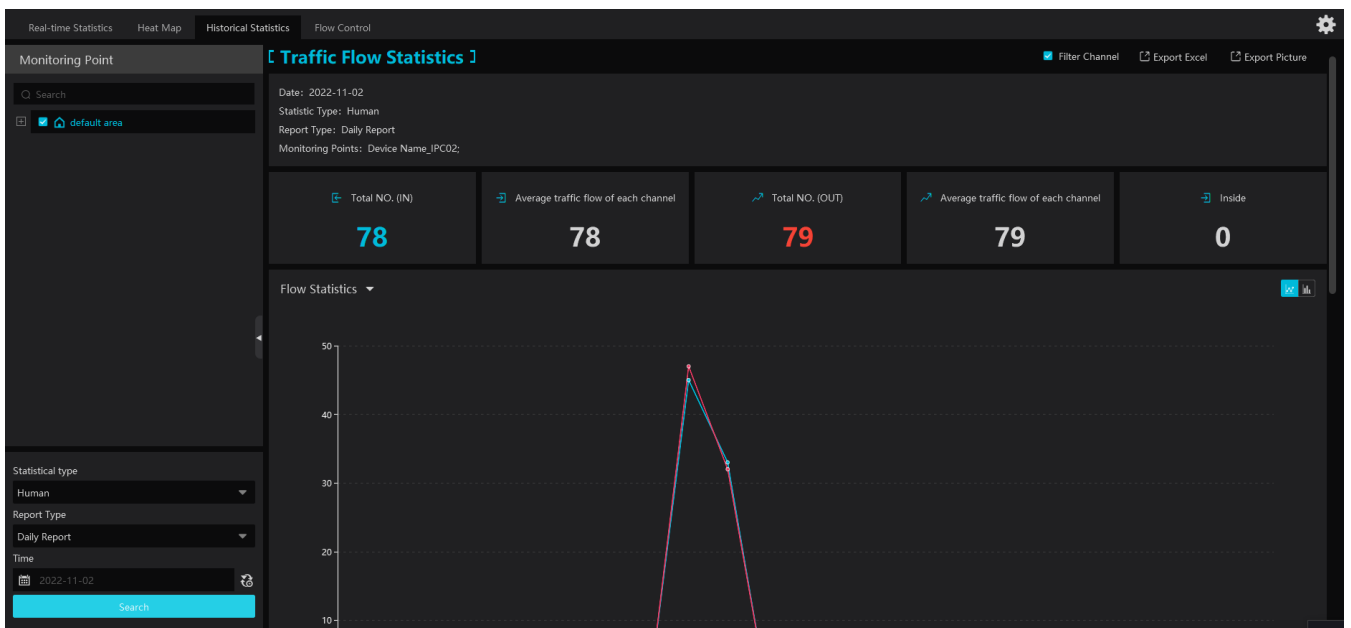 Real-time Statistics Heat Map Historical Statistics Flow Control
Monitoring Point
Search
default area
Statistical type
Human
Report Type
Daily Report
Time
2022-11-02
Search
[ Traffic Flow Statistics ]
Filter Channel Export Excel Export Picture
Date: 2022-11-02
Statistic Type: Human
Report Type: Daily Report
Monitoring Points: Device Name_IPC02;
Total NO. (IN)
78
Average traffic flow of each channel
78
Total NO. (OUT)
79
Average traffic flow of each channel
79
Inside
0
Flow Statistics
50
40
30
20
10